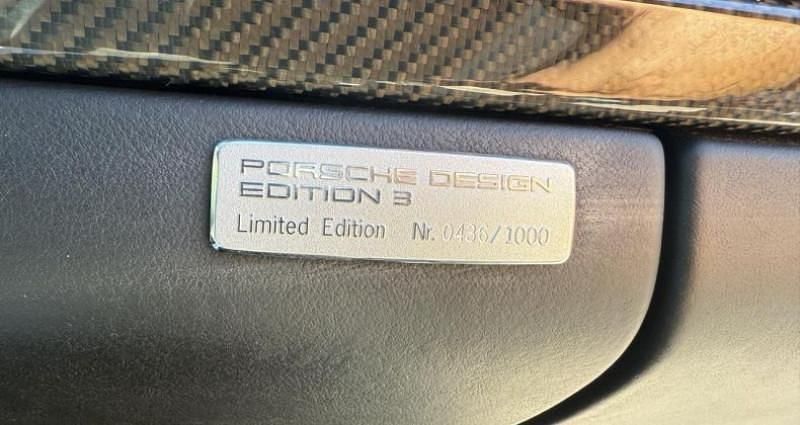 PORSCHE DESIGN
EDITION 3
Limited Edition Nr. 0436/1000